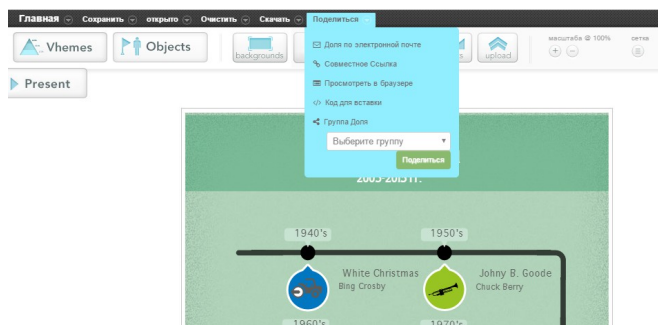 Главная Сохранить открыто Очистить Скачать Поделиться
Vhemes
Objects
backgrounds
upload
масштаба @ 100%
сетка
Present
Доля по электронной почте
Совместное Ссылка
Просмотреть в браузере
Код для вставки
Группа Доля
Выберите группу
Поделиться
1940's
1950's
White Christmas
Bing Crosby
Johny B. Goode
Chuck Berry
1960's
1970's